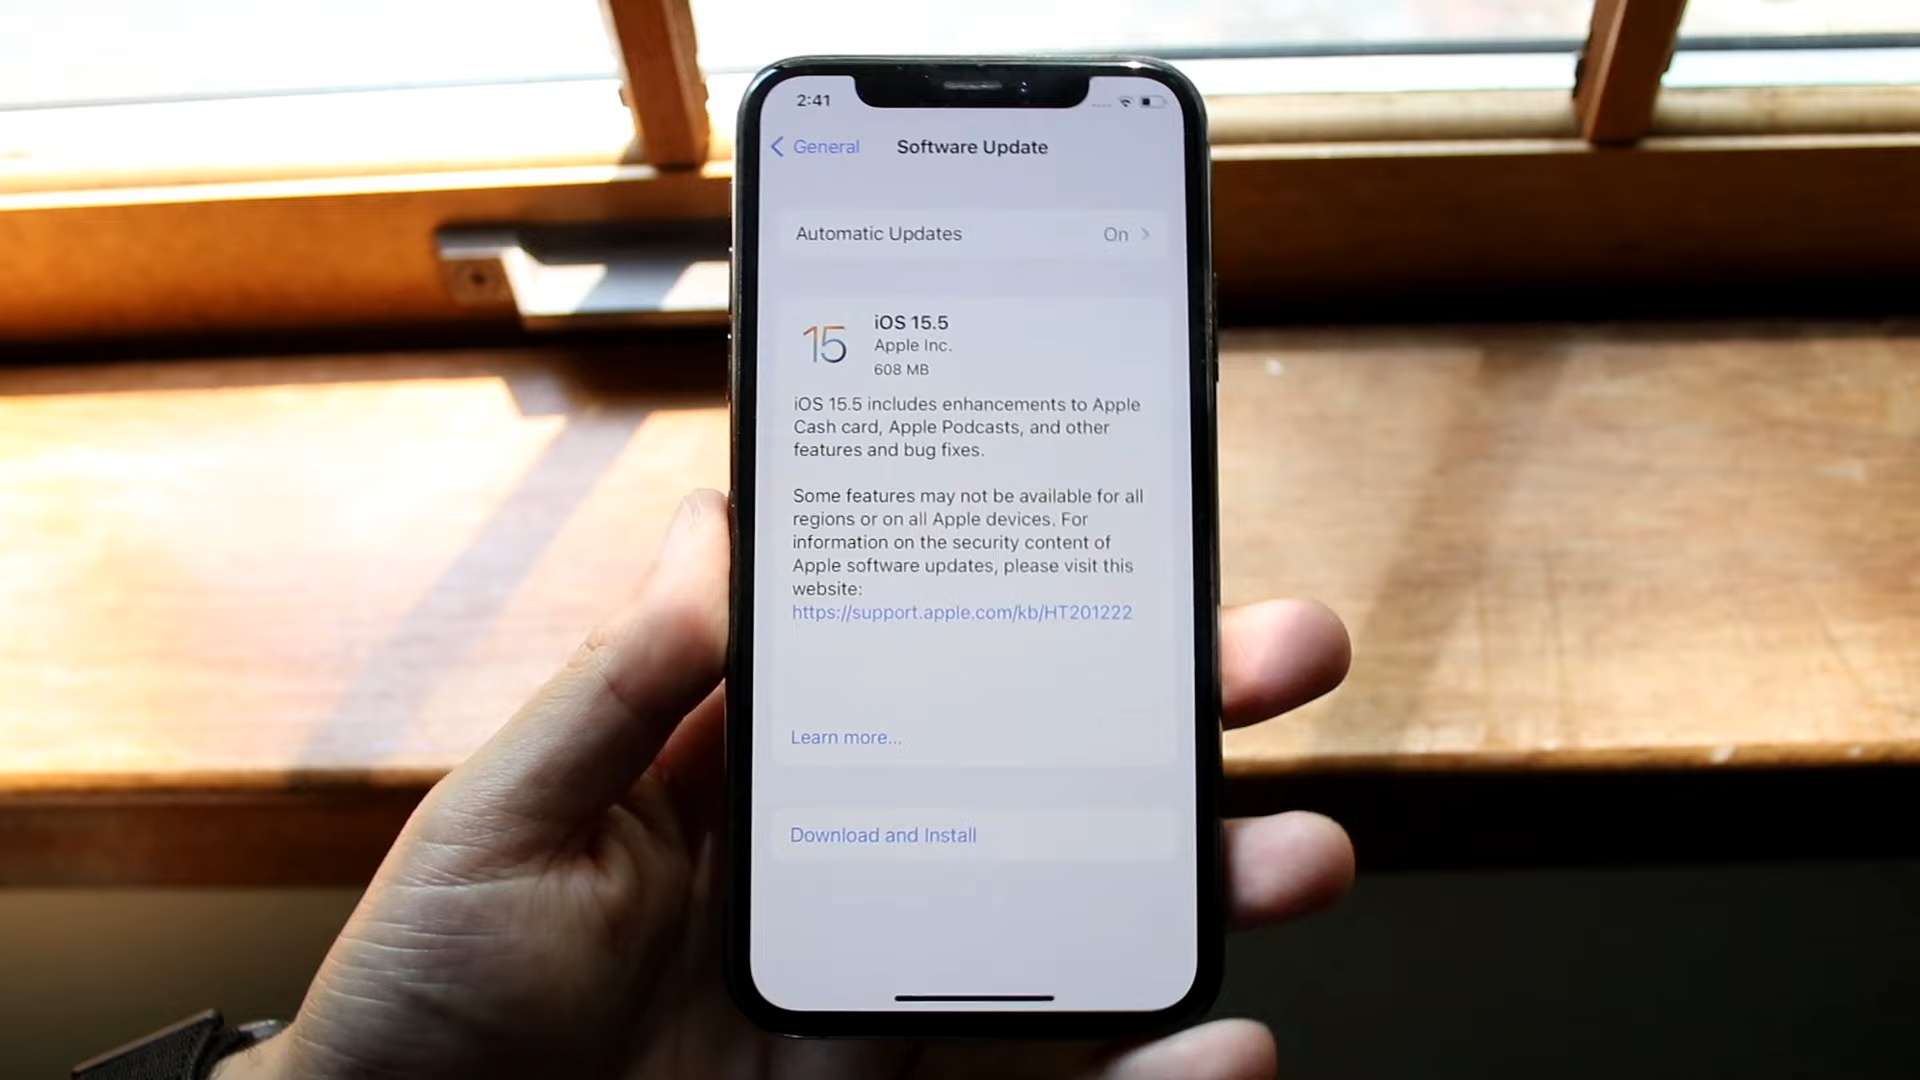 2:41
General
Software Update
Automatic Updates
On
15
iOS 15.5
Apple Inc.
608 MB
iOS 15.5 includes enhancements to Apple
Cash card, Apple Podcasts, and other
features and bug fixes.
Some features may not be available for all
regions or on all Apple devices. For
information on the security content of
Apple software updates, please visit this
website:
https://support.apple.com/kb/HT201222
Learn more...
Download and Install